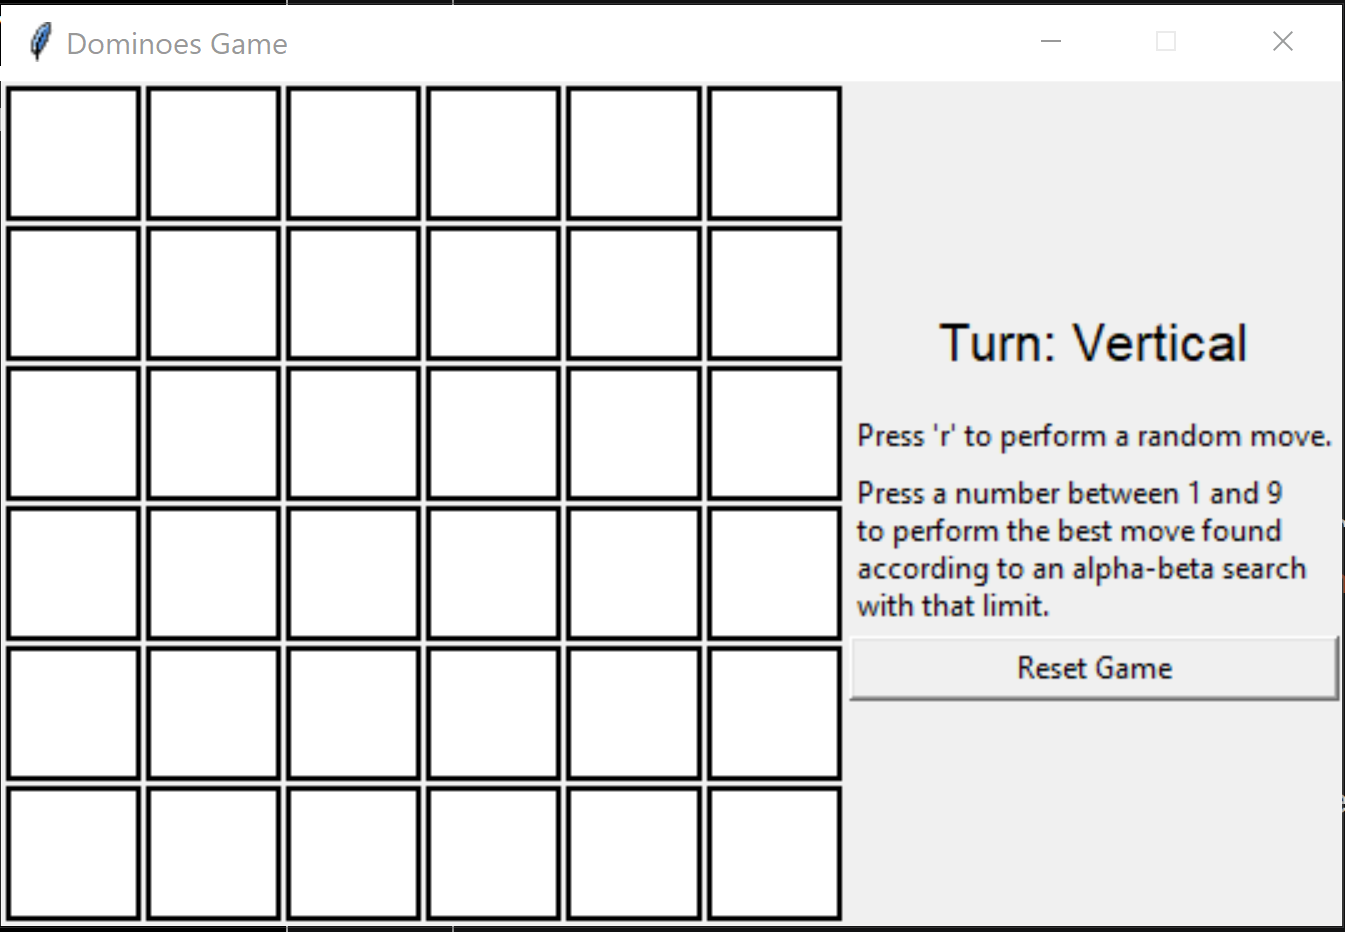 Dominoes Game
Turn: Vertical
Press 'r' to perform a random move.
Press a number between 1 and 9
to perform the best move found
according to an alpha-beta search
with that limit.
Reset Game